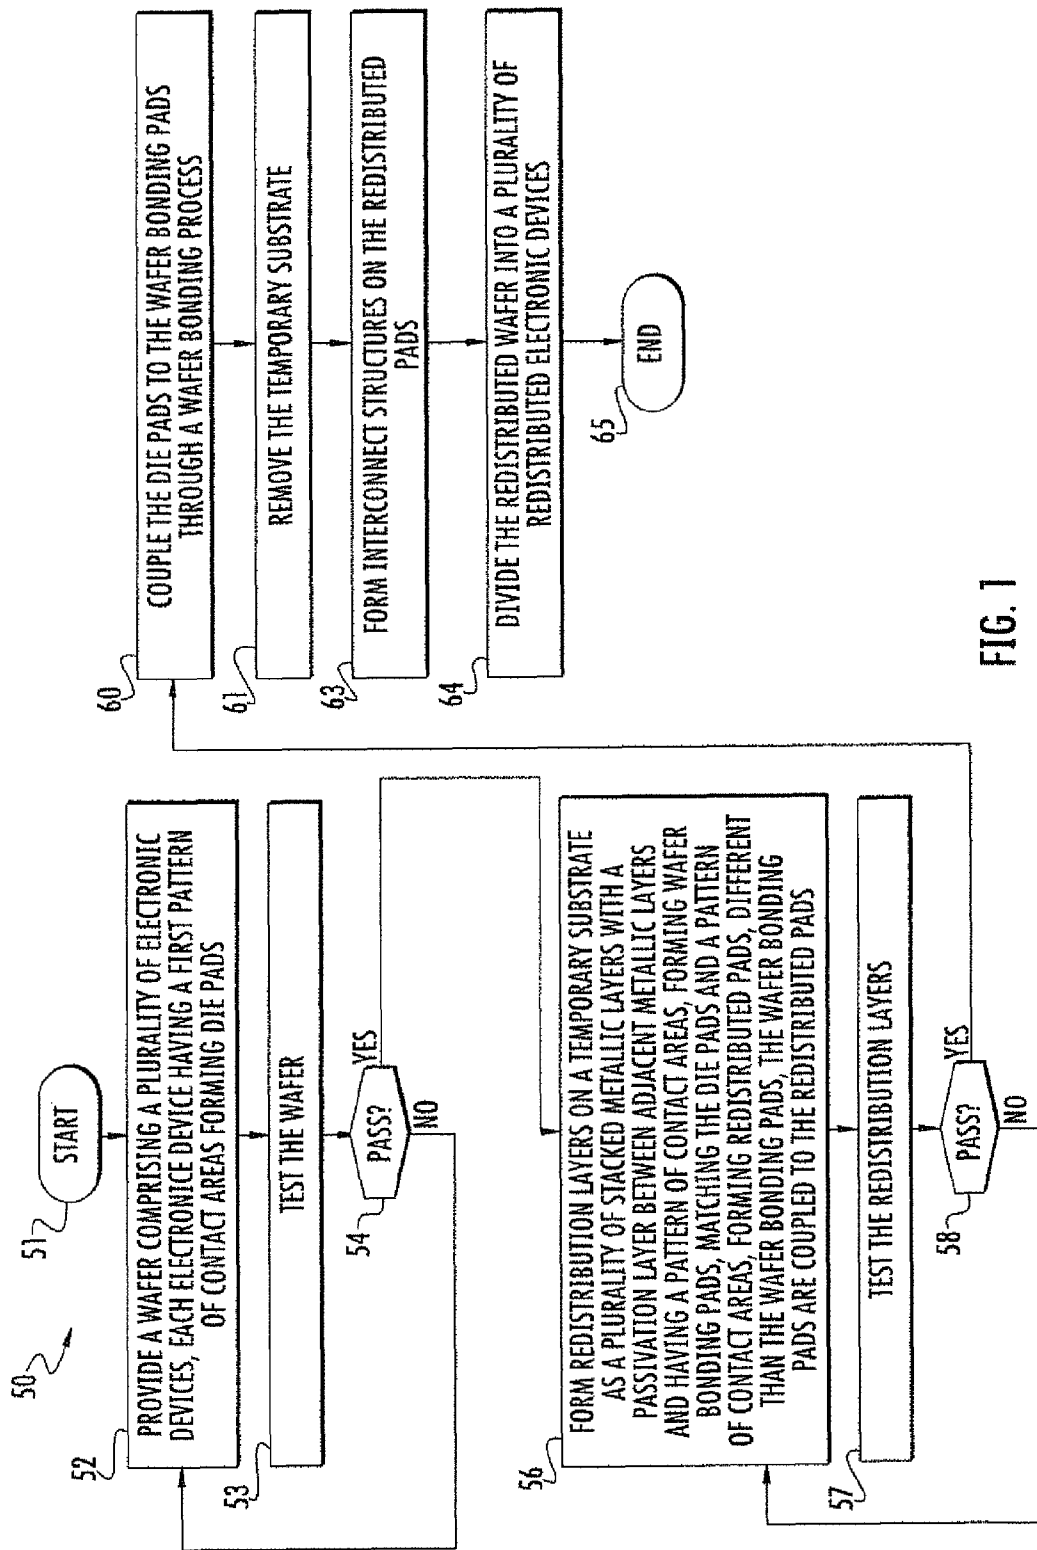 50
51
START
52
PROVIDE A WAFER COMPRISING A PLURALITY OF ELECTRONIC
DEVICES, EACH ELECTRONICE DEVICE HAVING A FIRST PATTERN
OF CONTACT AREAS FORMING DIE PADS
53
TEST THE WAFER
54
PASS?
YES
NO
56
FORM REDISTRIBUTION LAYERS ON A TEMPORARY SUBSTRATE
AS A PLURALITY OF STACKED METALLIC LAYERS WITH A
PASSIVATION LAYER BETWEEN ADJACENT METALLIC LAYERS
AND HAVING A PATTERN OF CONTACT AREAS, FORMING WAFER
BONDING PADS, MATCHING THE DIE PADS AND A PATTERN
OF CONTACT AREAS, FORMING REDISTRIBUTED PADS, DIFFERENT
THAN THE WAFER BONDING PADS, THE WAFER BONDING
PADS ARE COUPLED TO THE REDISTRIBUTED PADS
57
TEST THE REDISTRIBUTION LAYERS
58
PASS?
YES
NO
60
COUPLE THE DIE PADS TO THE WAFER BONDING PADS
THROUGH A WAFER BONDING PROCESS
61
REMOVE THE TEMPORARY SUBSTRATE
63
FORM INTERCONNECT STRUCTURES ON THE REDISTRIBUTED
PADS
64
DIVIDE THE REDISTRIBUTED WAFER INTO A PLURALITY OF
REDISTRIBUTED ELECTRONIC DEVICES
65
END
FIG. 1